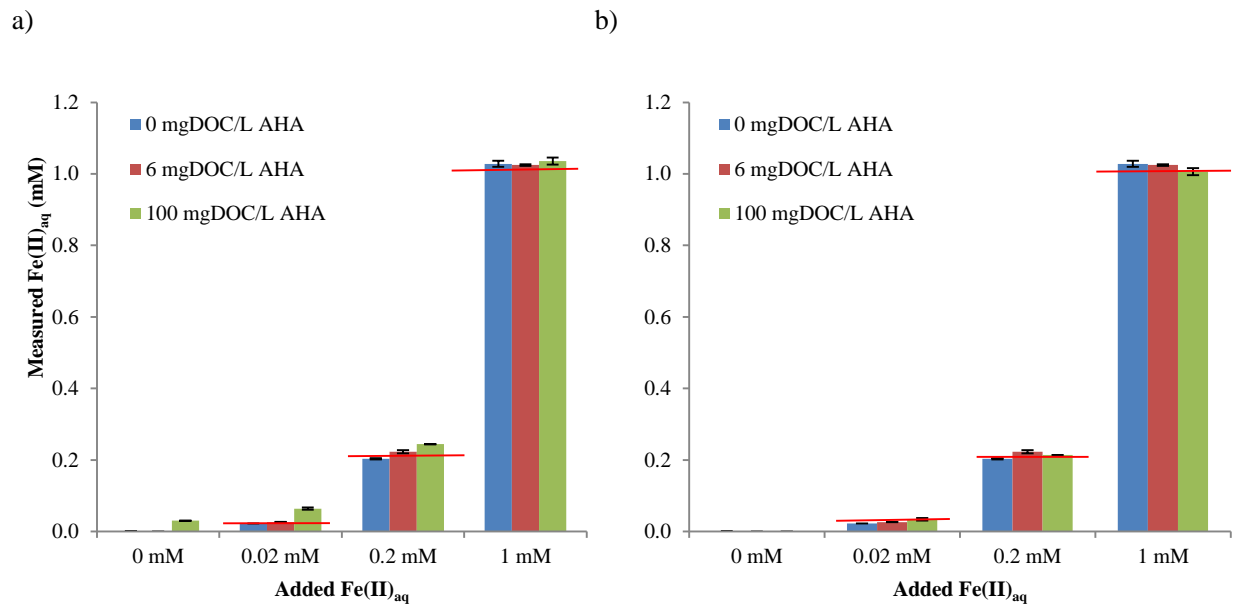 a)
b)
1.2
1.0
0.8
0.6
0.4
0.2
0.0
Measured Fe(II)aq (mM)
0 mgDOC/L AHA
6 mgDOC/L AHA
100 mgDOC/L AHA
0 mM
0.02 mM
0.2 mM
1 mM
Added Fe(II)aq
1.2
1.0
0.8
0.6
0.4
0.2
0.0
0 mgDOC/L AHA
6 mgDOC/L AHA
100 mgDOC/L AHA
0 mM
0.02 mM
0.2 mM
1 mM
Added Fe(II)aq